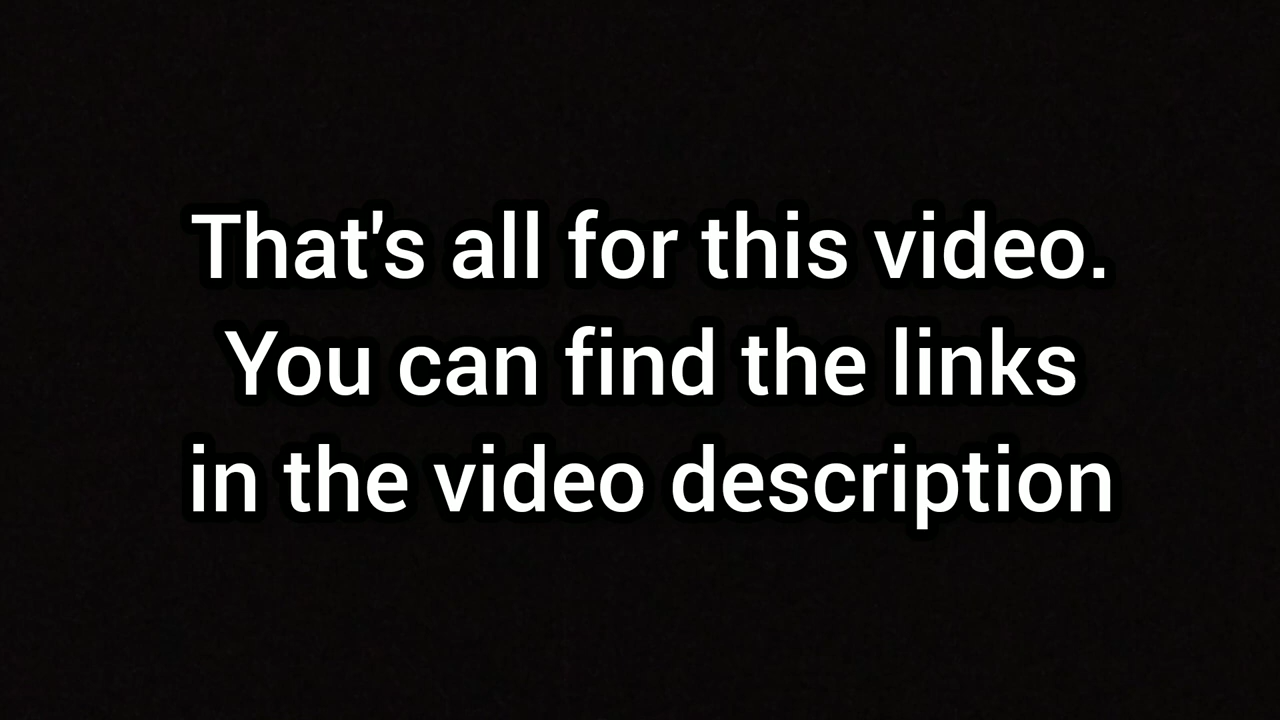 That's all for this video.
You can find the links
in the video description